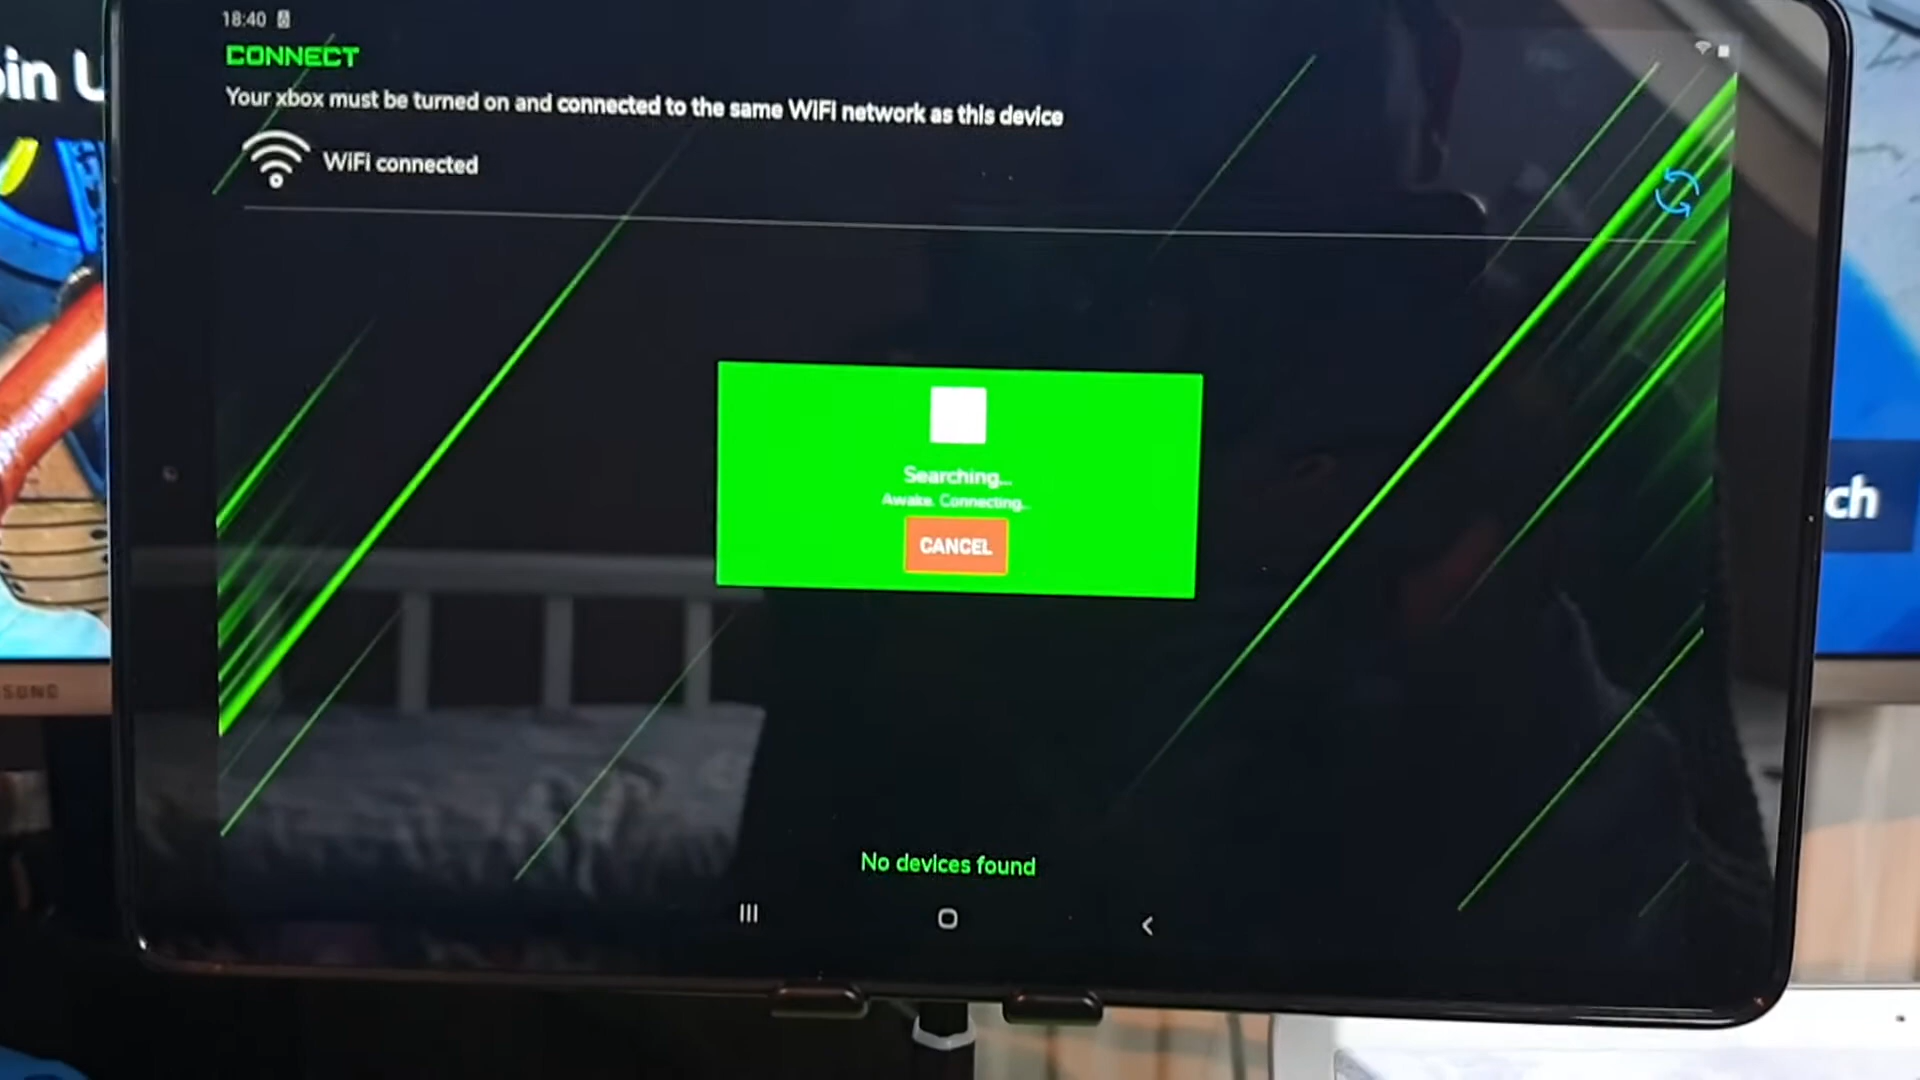 18:40
CONNECT
Your xbox must be turned on and connected to the same WiFi network as this device
WiFi connected
Searching...
Awake. Connecting...
CANCEL
No devices found